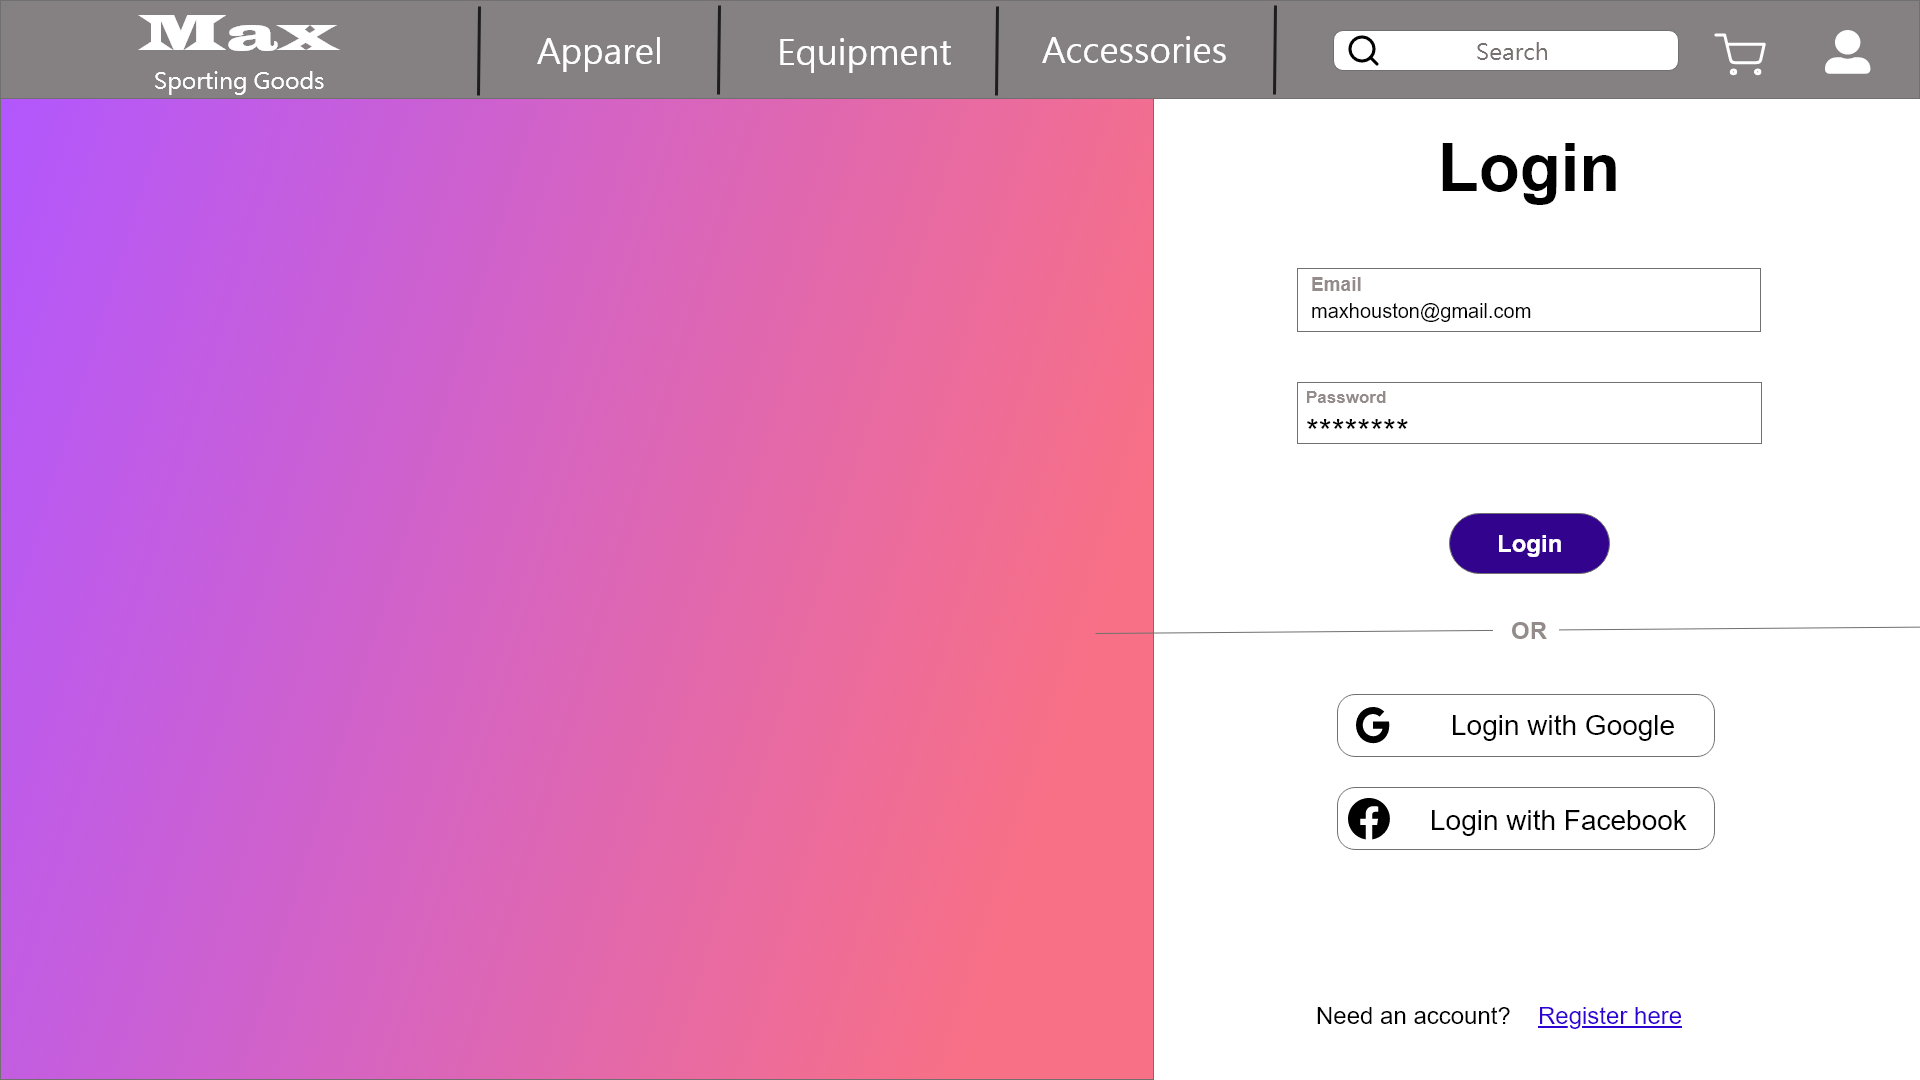 Max
Sporting Goods
Apparel
Equipment
Accessories
Search
Login
Email
maxhouston@gmail.com
Password
********
Login
OR
Login with Google
Login with Facebook
Need an account? Register here